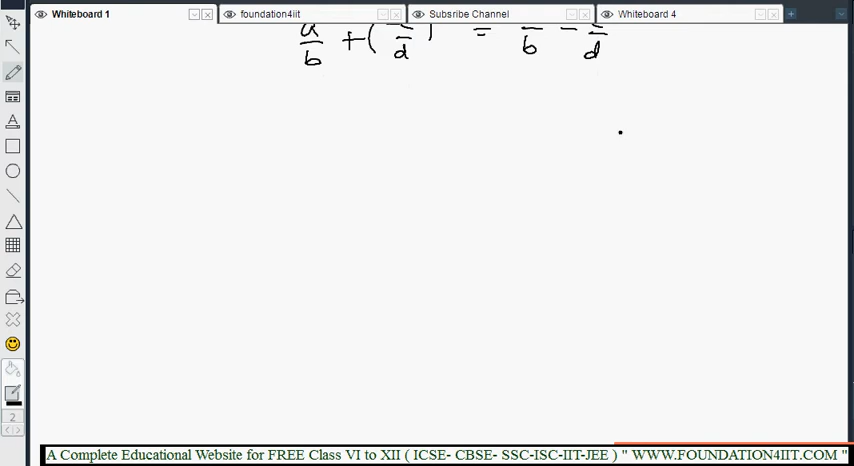 Whiteboard 1 foundation4iit Subsribe Channel Whiteboard 4
a/b + ( /d ) = /b - /d
2
A Complete Educational Website for FREE Class VI to XII ( ICSE- CBSE- SSC-ISC-IIT-JEE ) " WWW.FOUNDATION4IIT.COM "